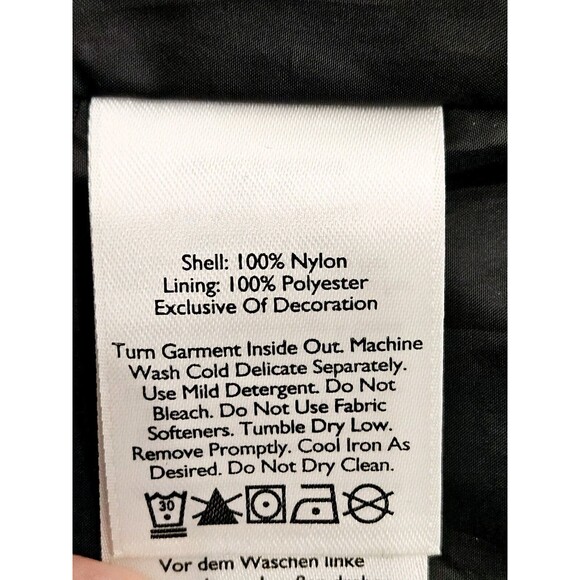 Shell: 100% Nylon
Lining: 100% Polyester
Exclusive Of Decoration
Turn Garment Inside Out. Machine
Wash Cold Delicate Separately.
Use Mild Detergent. Do Not
Bleach. Do Not Use Fabric
Softeners. Tumble Dry Low.
Remove Promptly. Cool Iron As
Desired. Do Not Dry Clean.
30
Vor dem Waschen linke